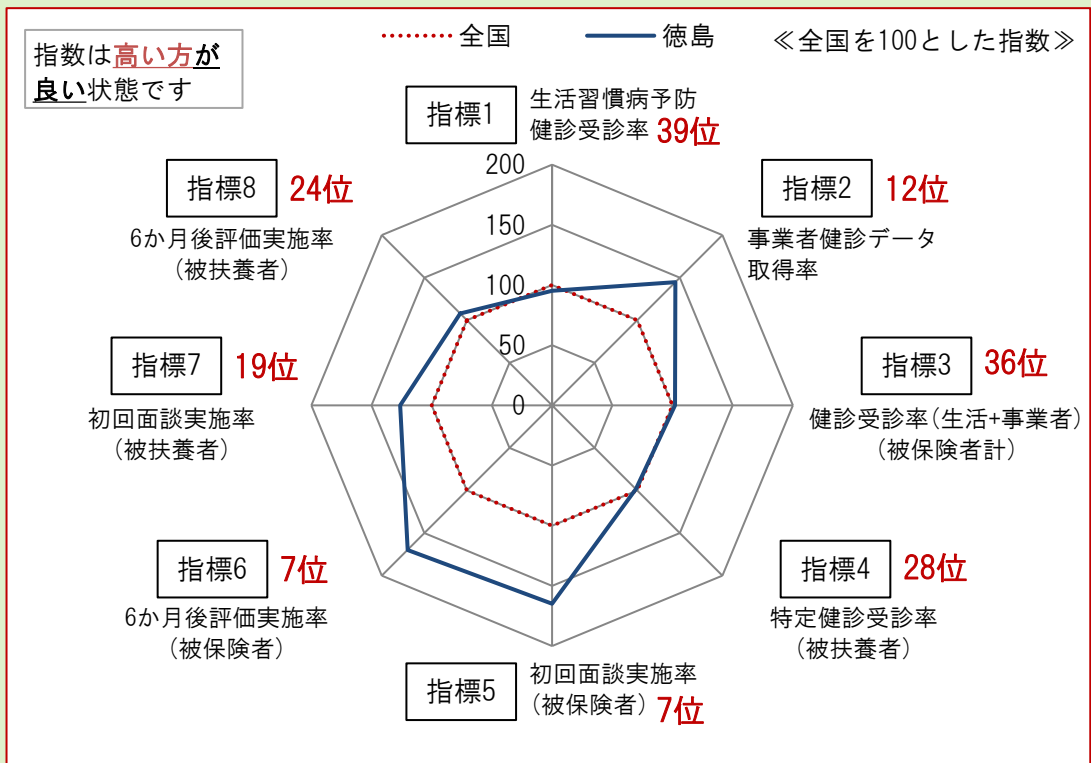 指数は高い方が
良い状態です
全国
徳島
≪全国を100とした指数≫
指標1
生活習慣病予防
健診受診率 39位
指標2
12位
事業者健診データ
取得率
指標3
36位
健診受診率(生活+事業者)
(被保険者計)
指標4
28位
特定健診受診率
(被扶養者)
指標5
初回面談実施率
(被保険者) 7位
指標6
7位
6か月後評価実施率
(被保険者)
指標7
19位
初回面談実施率
(被扶養者)
指標8
24位
6か月後評価実施率
(被扶養者)
200
150
100
50
0